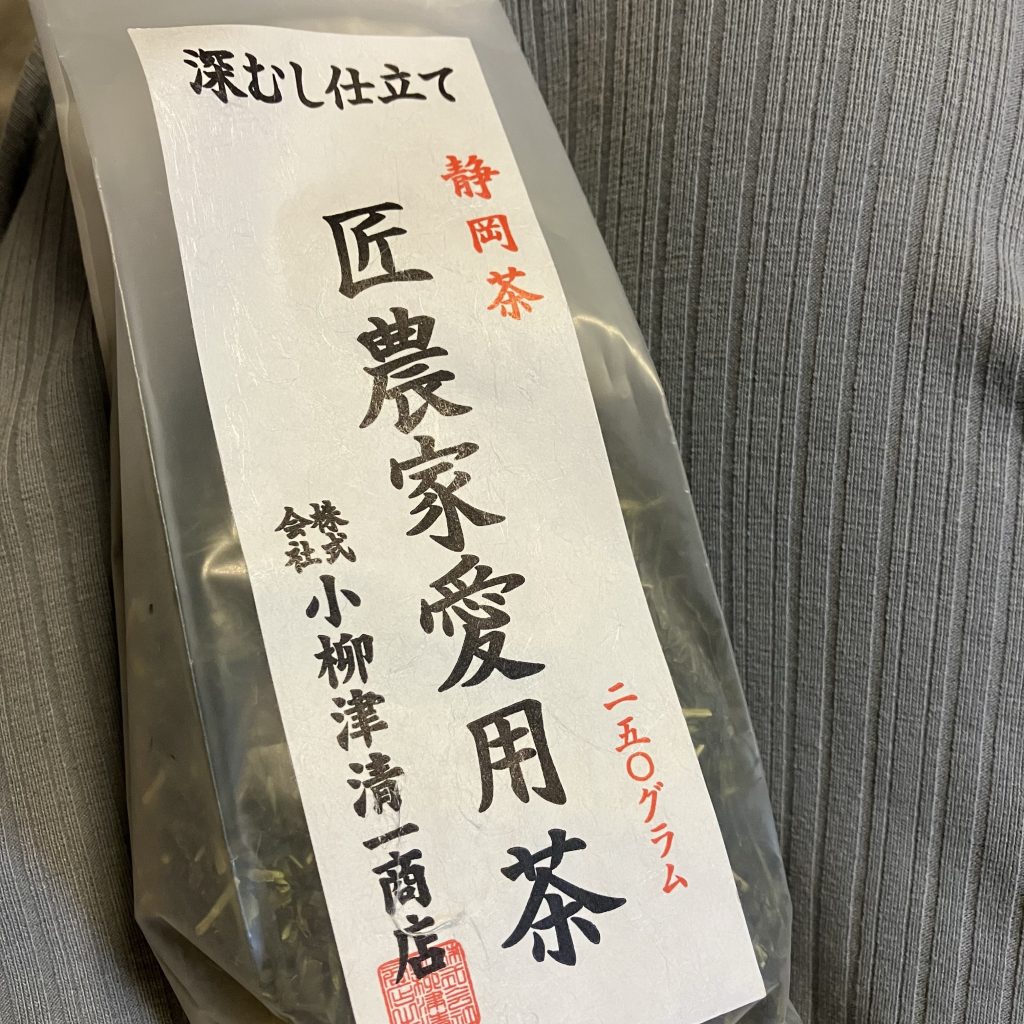 深むし仕立て
静岡茶
匠農家愛用茶
二五〇グラム
株式
会社
小柳津清一商店